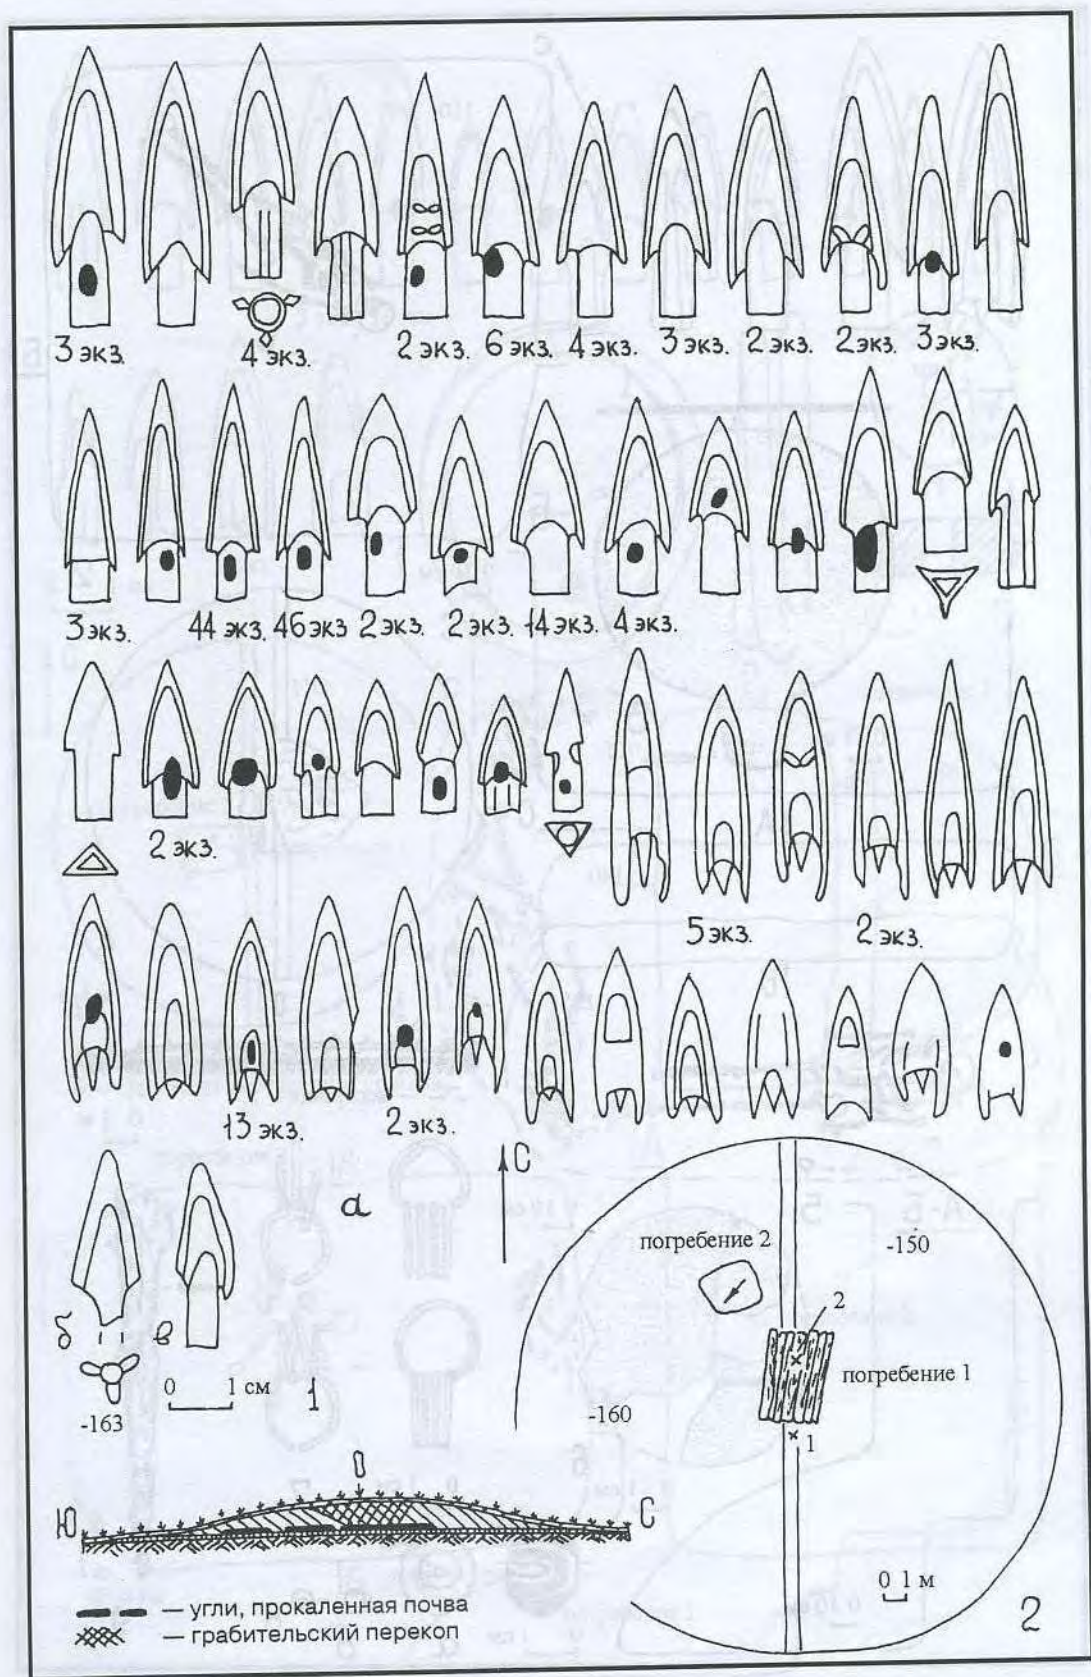 3 экз. 4 экз. 2 экз. 6 экз. 4 экз. 3 экз. 2 экз. 2 экз. 3 экз.
3 экз. 44 экз. 46 экз 2 экз. 2 экз. 14 экз. 4 экз.
2 экз.
5 экз. 2 экз.
13 экз. 2 экз.
а
С
погребение 2
-150
2
погребение 1
б
в
0 1 см
1
-163
-160
1
0
Ю
С
0 1 м
— угли, прокаленная почва
— грабительский перекоп
2